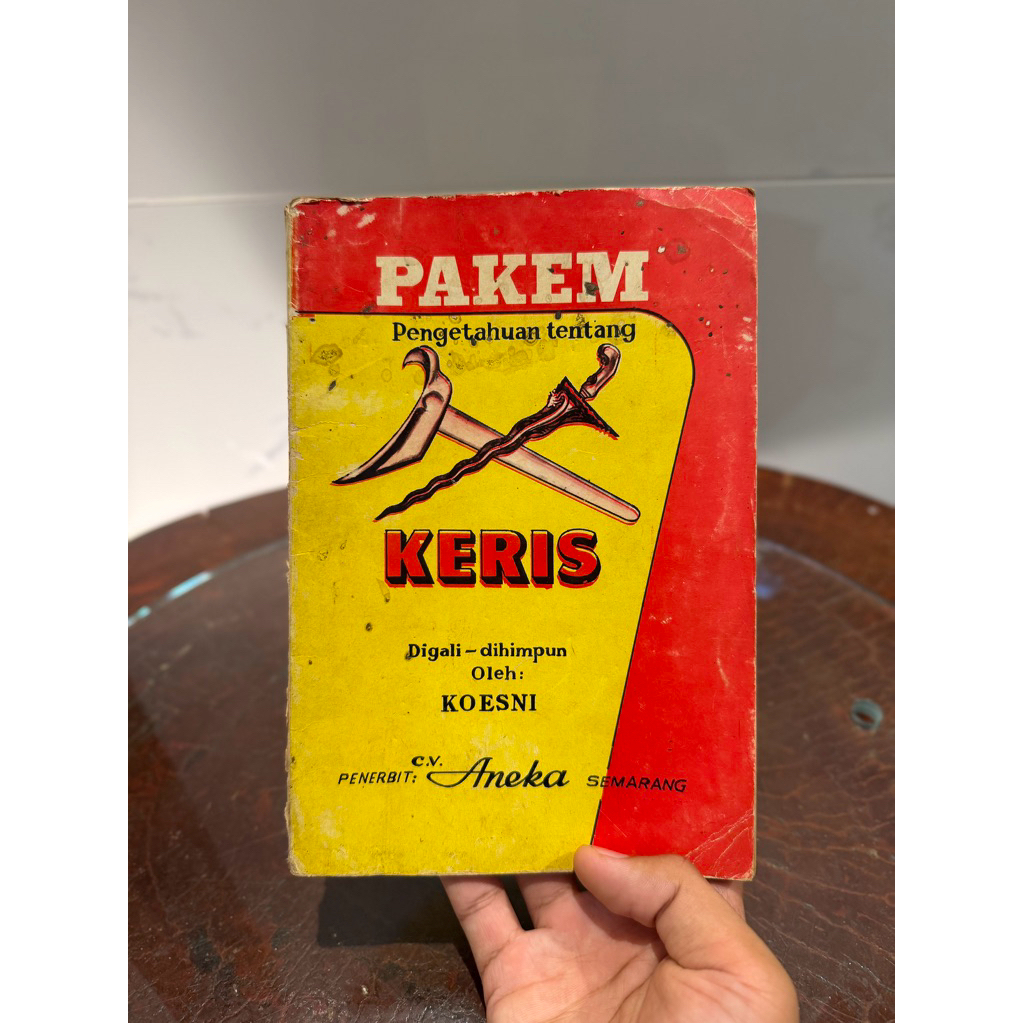 PAKEM
Pengetahuan tentang
KERIS
Digali – dihimpun
Oleh:
KOESNI
PENERBIT: C.V. Aneka SEMARANG